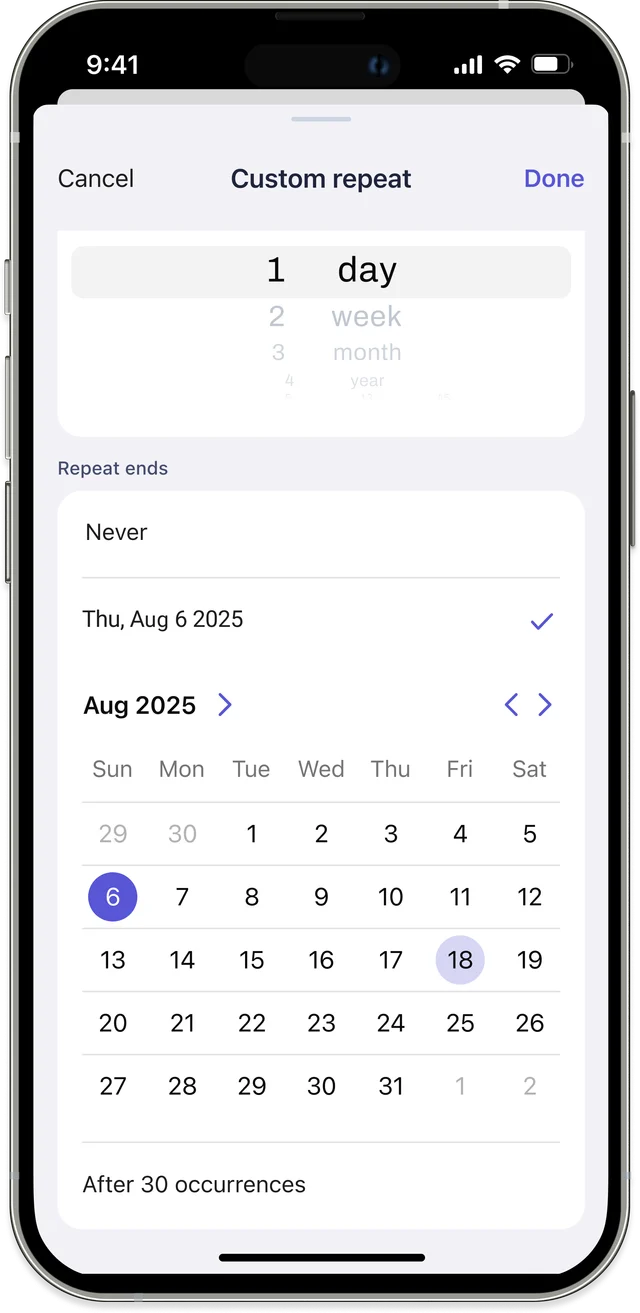 9:41
Cancel Custom repeat Done
1 day
2 week
3 month
4 year
Repeat ends
Never
Thu, Aug 6 2025
Aug 2025
Sun Mon Tue Wed Thu Fri Sat
29 30 1 2 3 4 5
6 7 8 9 10 11 12
13 14 15 16 17 18 19
20 21 22 23 24 25 26
27 28 29 30 31 1 2
After 30 occurrences